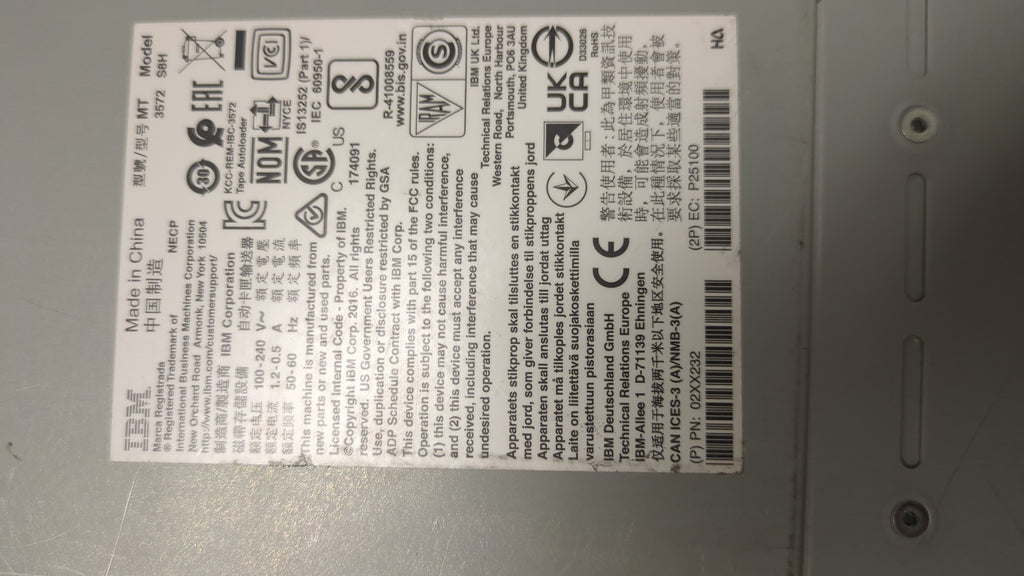 IBM
Made in China
中国制造
型號/型号 MT Model
3572 S8H
Marca Registrada
® Registered Trademark of
NECP
International Business Machines Corporation
New Orchard Road Armonk, New York 10504
http://www.ibm.com/customersupport/
制造商/製造商 IBM Corporation
磁帶存儲設備 自动卡匣输送器
額定电压 100-240 V~ 額定電壓
額定电流 1.2-0.5 A 額定電流
額定频率 50-60 Hz 額定頻率
30
EAC
KCC-REM-IBC-3572
Tape Autoloader
NOM
NYCE
VCI
IS13252 (Part 1)/
IEC 60950-1
R-41008559
www.bis.gov.in
This machine is manufactured from
new parts or new and used parts.
C US
174091
Licensed Internal Code - Property of IBM.
©Copyright IBM Corp. 2016. All rights
reserved. US Government Users Restricted Rights.
Use, duplication or disclosure restricted by GSA
ADP Schedule Contract with IBM Corp.
This device complies with part 15 of the FCC rules.
Operation is subject to the following two conditions:
(1) this device may not cause harmful interference,
and (2) this device must accept any interference
received, including interference that may cause
undesired operation.
IRAM
S
IBM UK Ltd.
Technical Relations Europe
Western Road, North Harbour
Portsmouth, PO6 3AU
United Kingdom
Apparatets stikprop skal tilsluttes en stikkontakt
med jord, som giver forbindelse til stikproppens jord
Apparaten skall anslutas till jordat uttag
Apparatet må tilkoples jordet stikkontakt
Laite on liitettävä suojakoskettimilla
varustettuun pistorasiaan
UK
CA
D33026
RoHS
IBM Deutschland GmbH
Technical Relations Europe
IBM-Allee 1 D-71139 Ehningen
CE
仅适用于海拔两千米以下地区安全使用。
CAN ICES-3 (A)/NMB-3(A)
警告使用者：此為甲類資訊技
術設備，於居住環境中使用
時，可能會造成射頻擾動，
在此種情況下，使用者會被
要求採取某些適當的對策。
(P) PN: 02XX232
(2P) EC: P25100
HQ